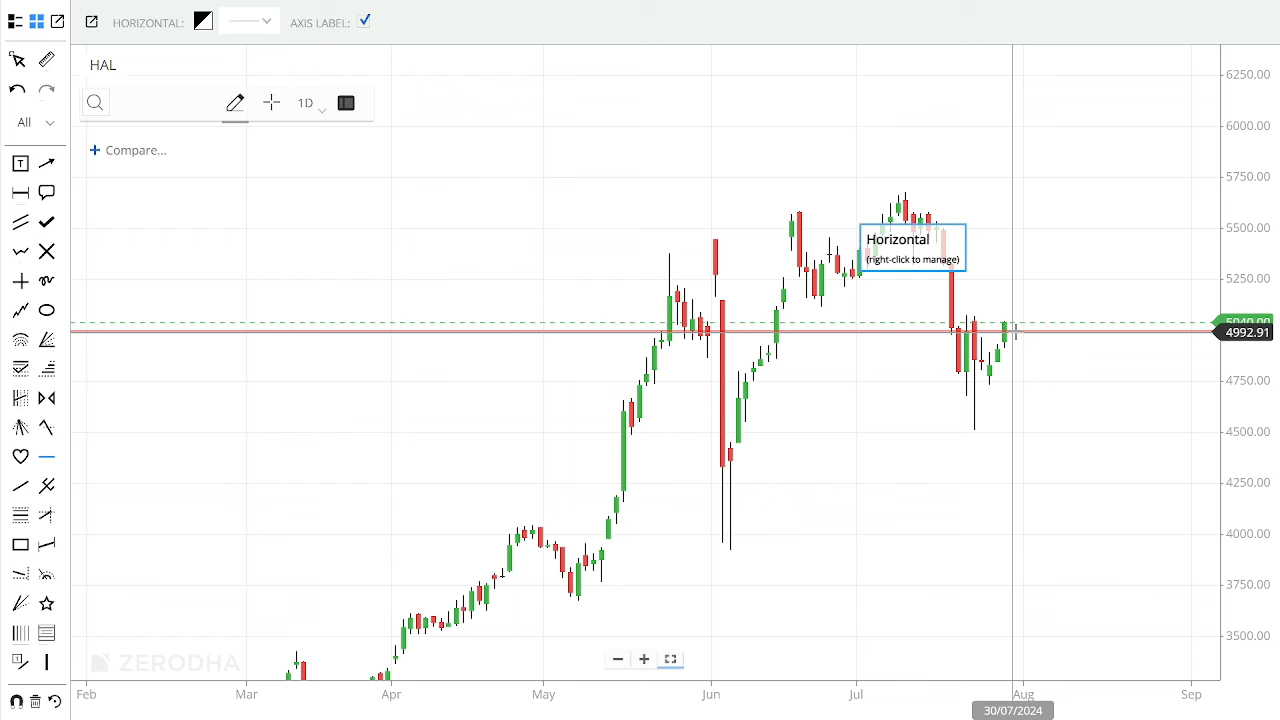 HORIZONTAL:
AXIS LABEL:
HAL
All
1D
T
+ Compare...
Horizontal
(right-click to manage)
6250.00
6000.00
5750.00
5500.00
5250.00
5040.00
4992.91
4750.00
4500.00
4250.00
4000.00
3750.00
3500.00
ZERODHA
Feb
Mar
Apr
May
Jun
Jul
Aug
30/07/2024